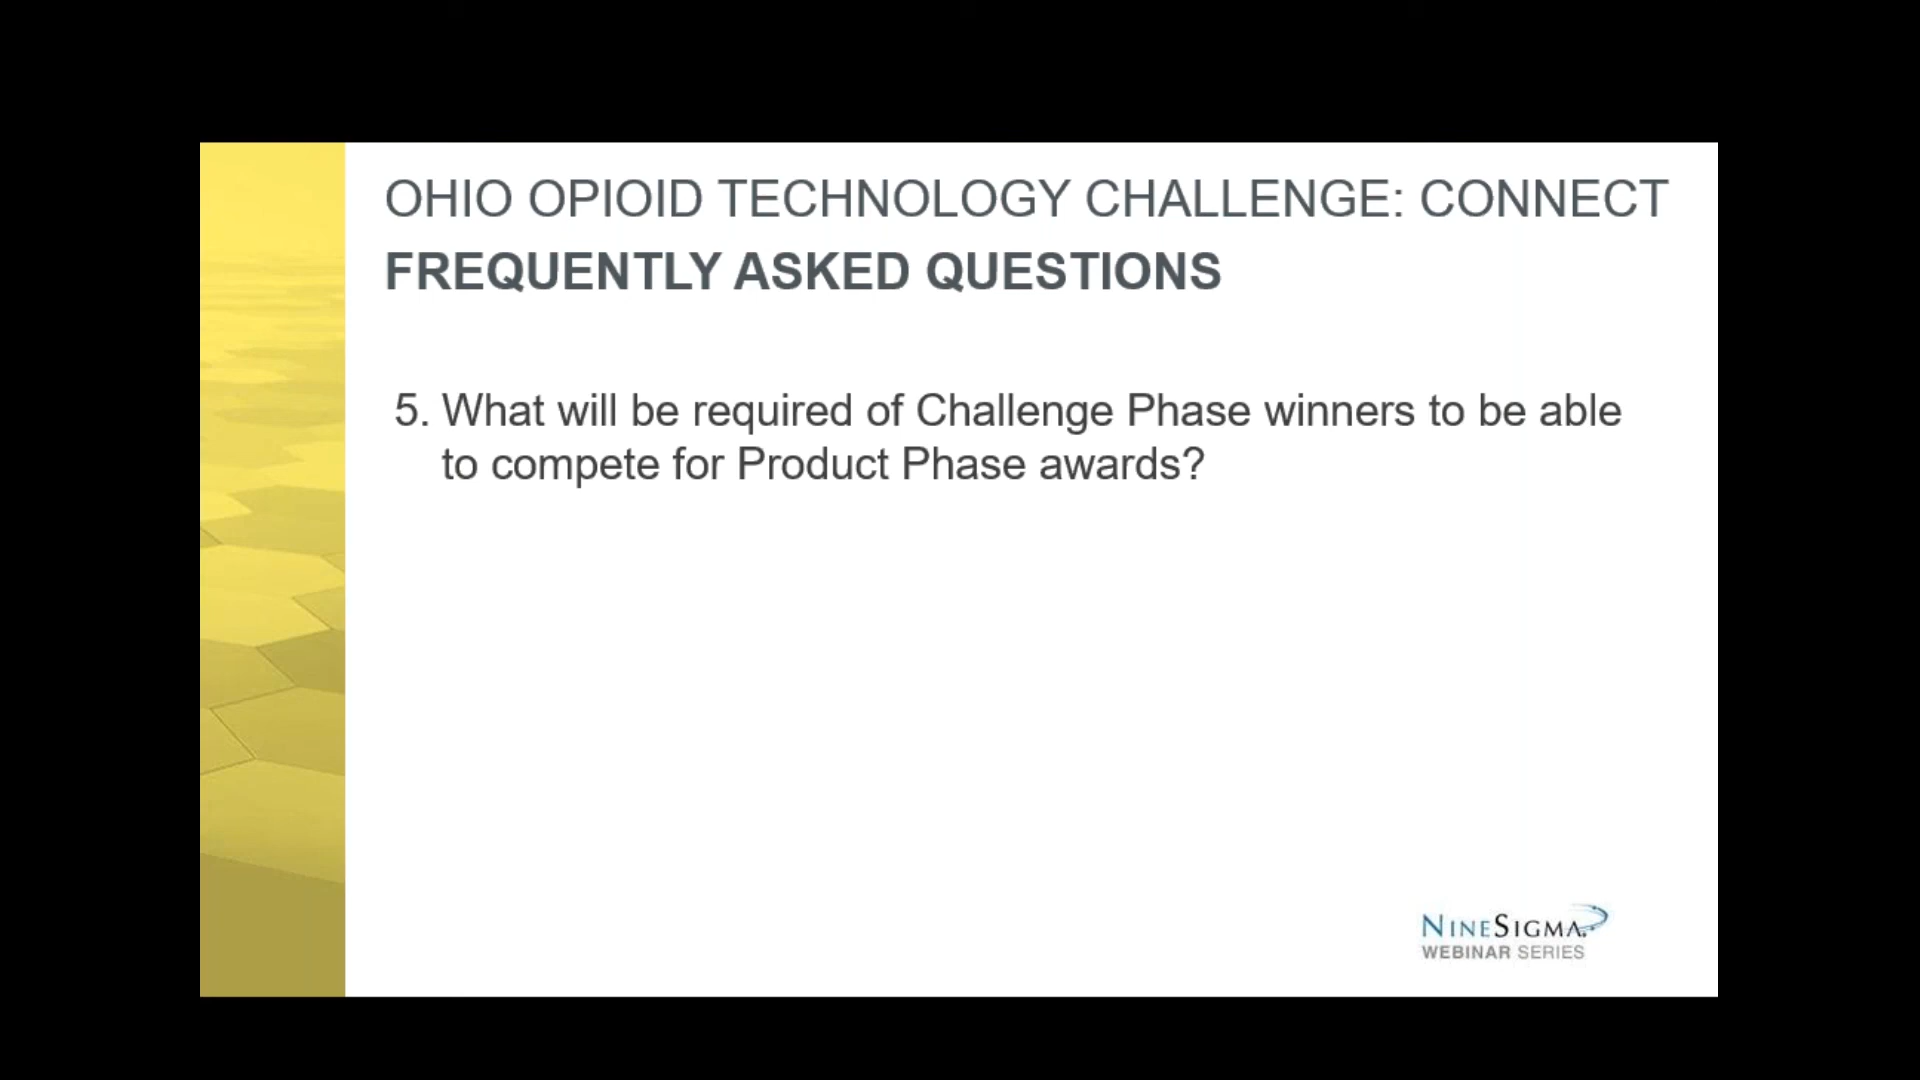 OHIO OPIOID TECHNOLOGY CHALLENGE: CONNECT
FREQUENTLY ASKED QUESTIONS
5. What will be required of Challenge Phase winners to be able
to compete for Product Phase awards?
NINESIGMA
WEBINAR SERIES